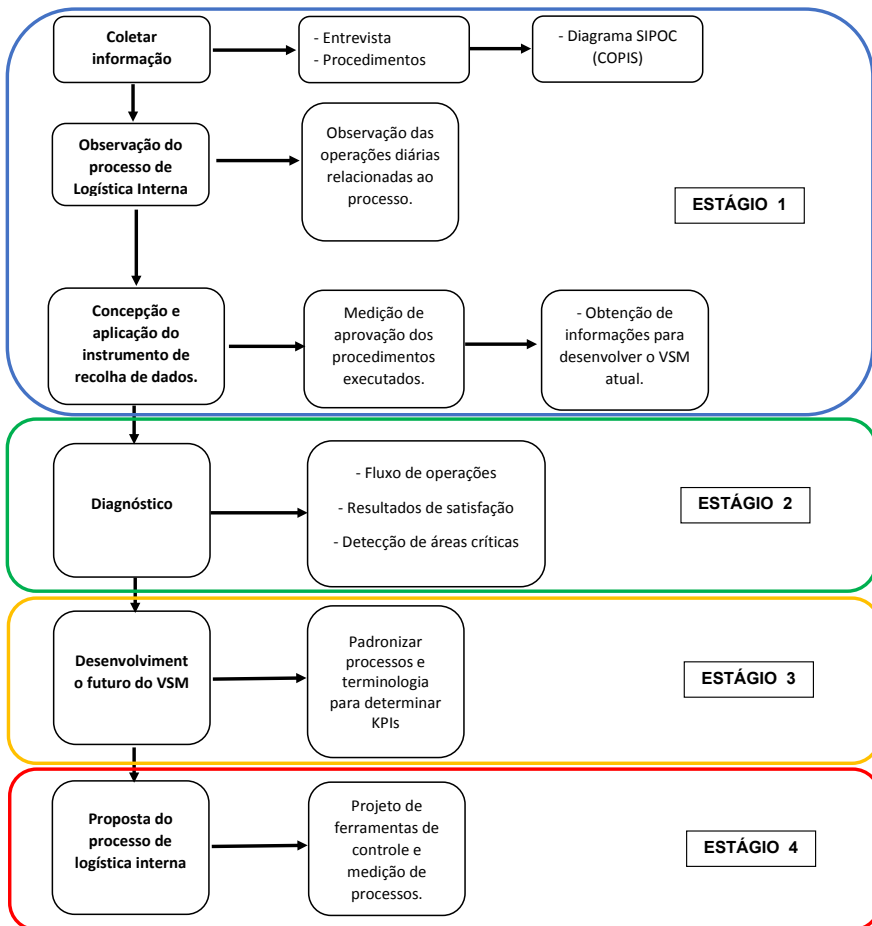 Coletar
informação
- Entrevista
- Procedimentos
- Diagrama SIPOC
(COPIS)
Observação do
processo de
Logística Interna
Observação das
operações diárias
relacionadas ao
processo.
ESTÁGIO 1
Concepção e
aplicação do
instrumento de
recolha de dados.
Medição de
aprovação dos
procedimentos
executados.
- Obtenção de
informações para
desenvolver o VSM
atual.
Diagnóstico
- Fluxo de operações
- Resultados de satisfação
- Detecção de áreas críticas
ESTÁGIO 2
Desenvolviment
o futuro do VSM
Padronizar
processos e
terminologia
para determinar
KPIs
ESTÁGIO 3
Proposta do
processo de
logística interna
Projeto de
ferramentas de
controle e
medição de
processos.
ESTÁGIO 4